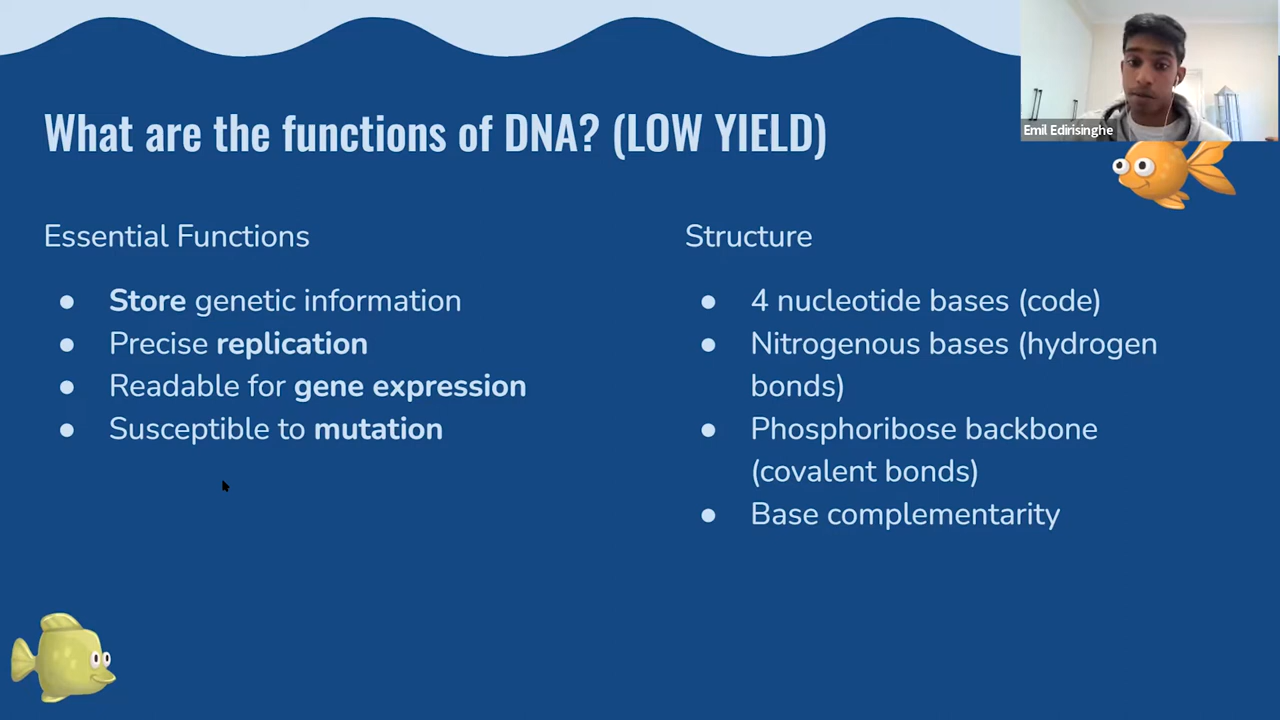 What are the functions of DNA? (LOW YIELD)
Emil Edirisinghe
Essential Functions
● Store genetic information
● Precise replication
● Readable for gene expression
● Susceptible to mutation
Structure
● 4 nucleotide bases (code)
● Nitrogenous bases (hydrogen
bonds)
● Phosphoribose backbone
(covalent bonds)
● Base complementarity